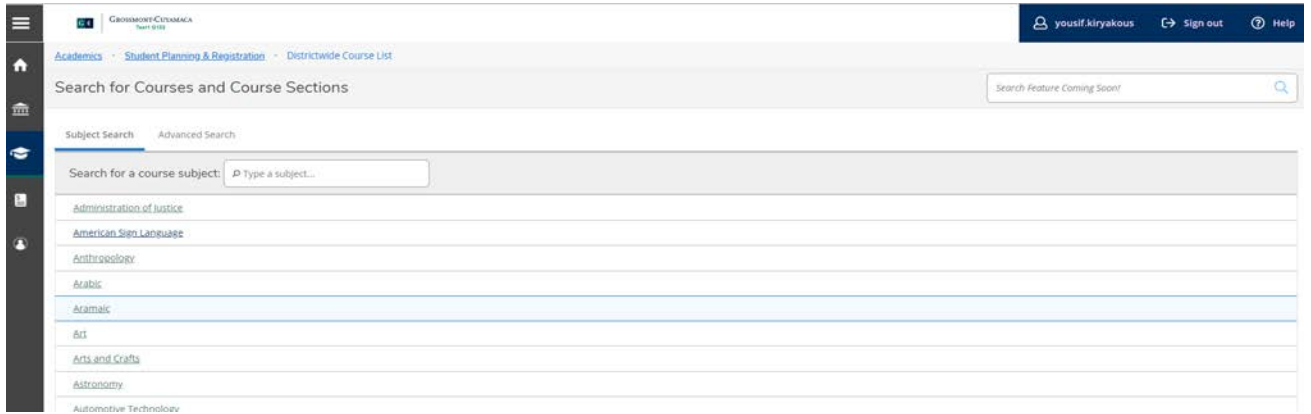 GC GROSSMONT-CUYAMACA
yousif.kiryakous Sign out Help
Academics Student Planning & Registration Districtwide Course List
Search for Courses and Course Sections
Search Feature Coming Soon!
Subject Search Advanced Search
Search for a course subject: Type a subject...
Administration of Justice
American Sign Language
Anthropology
Arabic
Aramaic
Art
Arts and Crafts
Astronomy
Automotive Technology